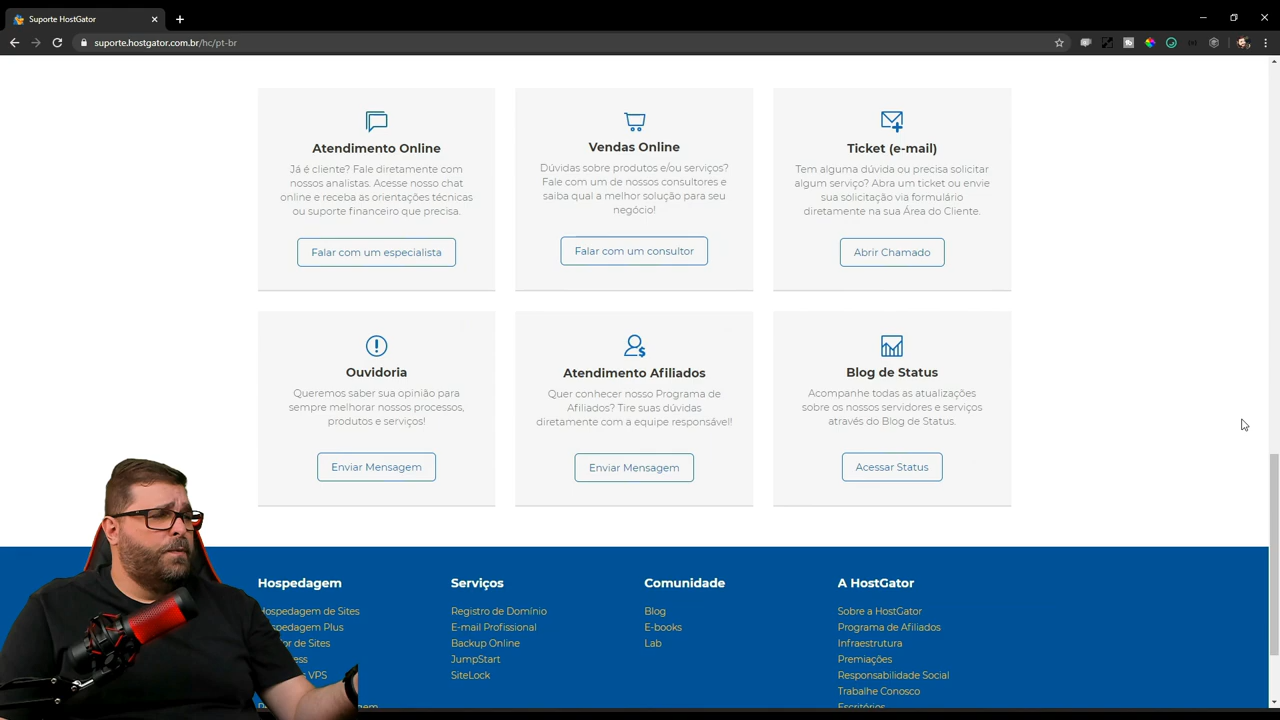 Suporte HostGator
suporte.hostgator.com.br/hc/pt-br
Atendimento Online
Já é cliente? Fale diretamente com
nossos analistas. Acesse nosso chat
online e receba as orientações técnicas
ou suporte financeiro que precisa.
Falar com um especialista
Vendas Online
Dúvidas sobre produtos e/ou serviços?
Fale com um de nossos consultores e
saiba qual a melhor solução para seu
negócio!
Falar com um consultor
Ticket (e-mail)
Tem alguma dúvida ou precisa solicitar
algum serviço? Abra um ticket ou envie
sua solicitação via formulário
diretamente na sua Área do Cliente.
Abrir Chamado
Ouvidoria
Queremos saber sua opinião para
sempre melhorar nossos processos,
produtos e serviços!
Enviar Mensagem
Atendimento Afiliados
Quer conhecer nosso Programa de
Afiliados? Tire suas dúvidas
diretamente com a equipe responsável!
Enviar Mensagem
Blog de Status
Acompanhe todas as atualizações
sobre os nossos servidores e serviços
através do Blog de Status.
Acessar Status
Hospedagem
Hospedagem de Sites
Plus
de Sites
VPS
Serviços
Registro de Domínio
E-mail Profissional
Backup Online
JumpStart
SiteLock
Comunidade
Blog
E-books
Lab
A HostGator
Sobre a HostGator
Programa de Afiliados
Infraestrutura
Premiações
Responsabilidade Social
Trabalhe Conosco
Escritórios